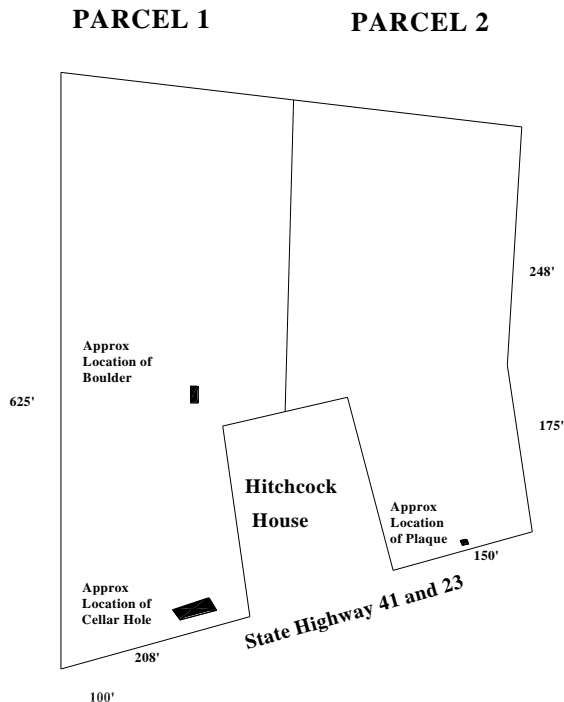 PARCEL 1
PARCEL 2
248'
Approx
Location of
Boulder
625'
175'
Hitchcock
House
Approx
Location
of Plaque
150'
State Highway 41 and 23
Approx
Location of
Cellar Hole
208'
100'